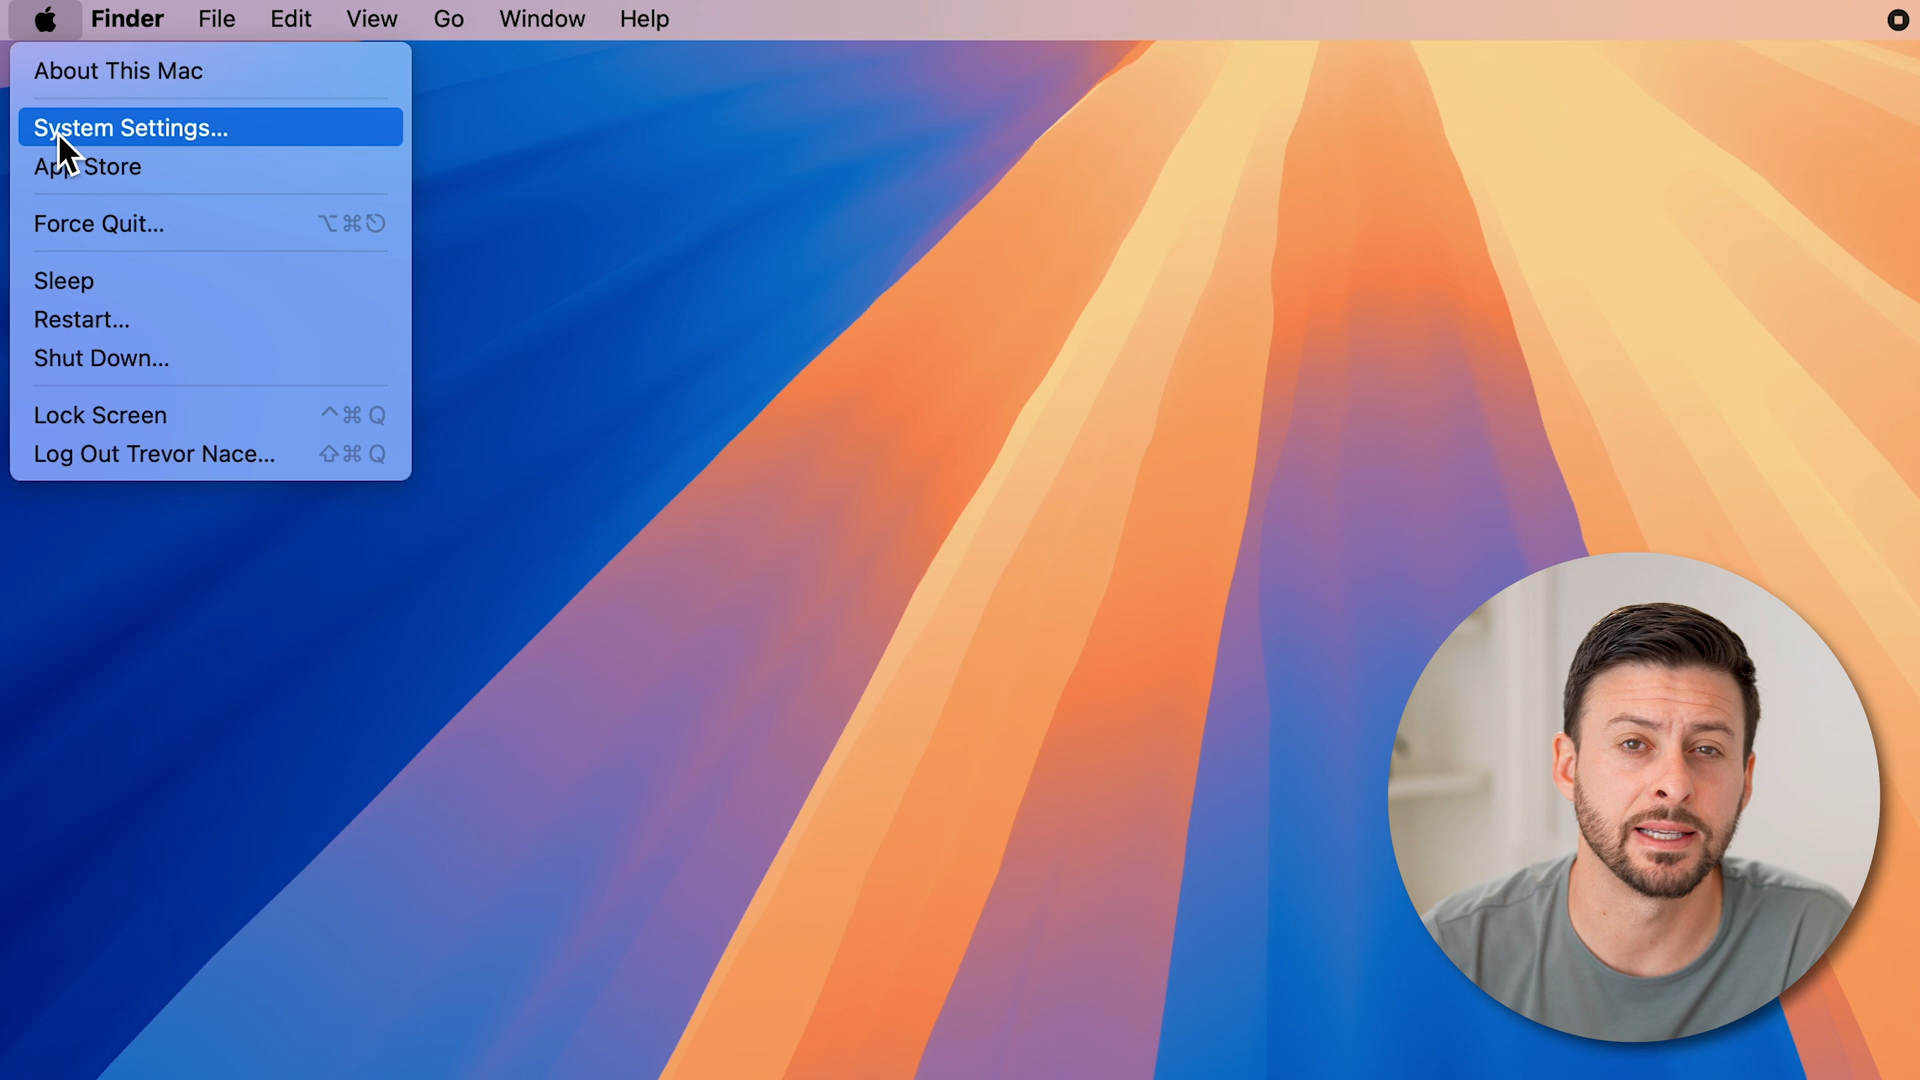 Finder File Edit View Go Window Help
About This Mac
System Settings...
App Store
Force Quit... ⌥⌘⎋
Sleep
Restart...
Shut Down...
Lock Screen ^⌘Q
Log Out Trevor Nace... ⇧⌘Q